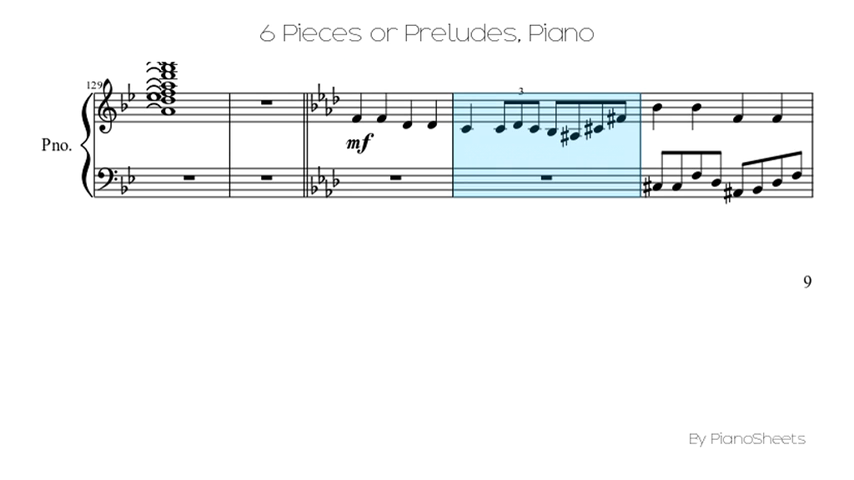 6 Pieces or Preludes, Piano
129
3
Pno.
mf
9
By PianoSheets